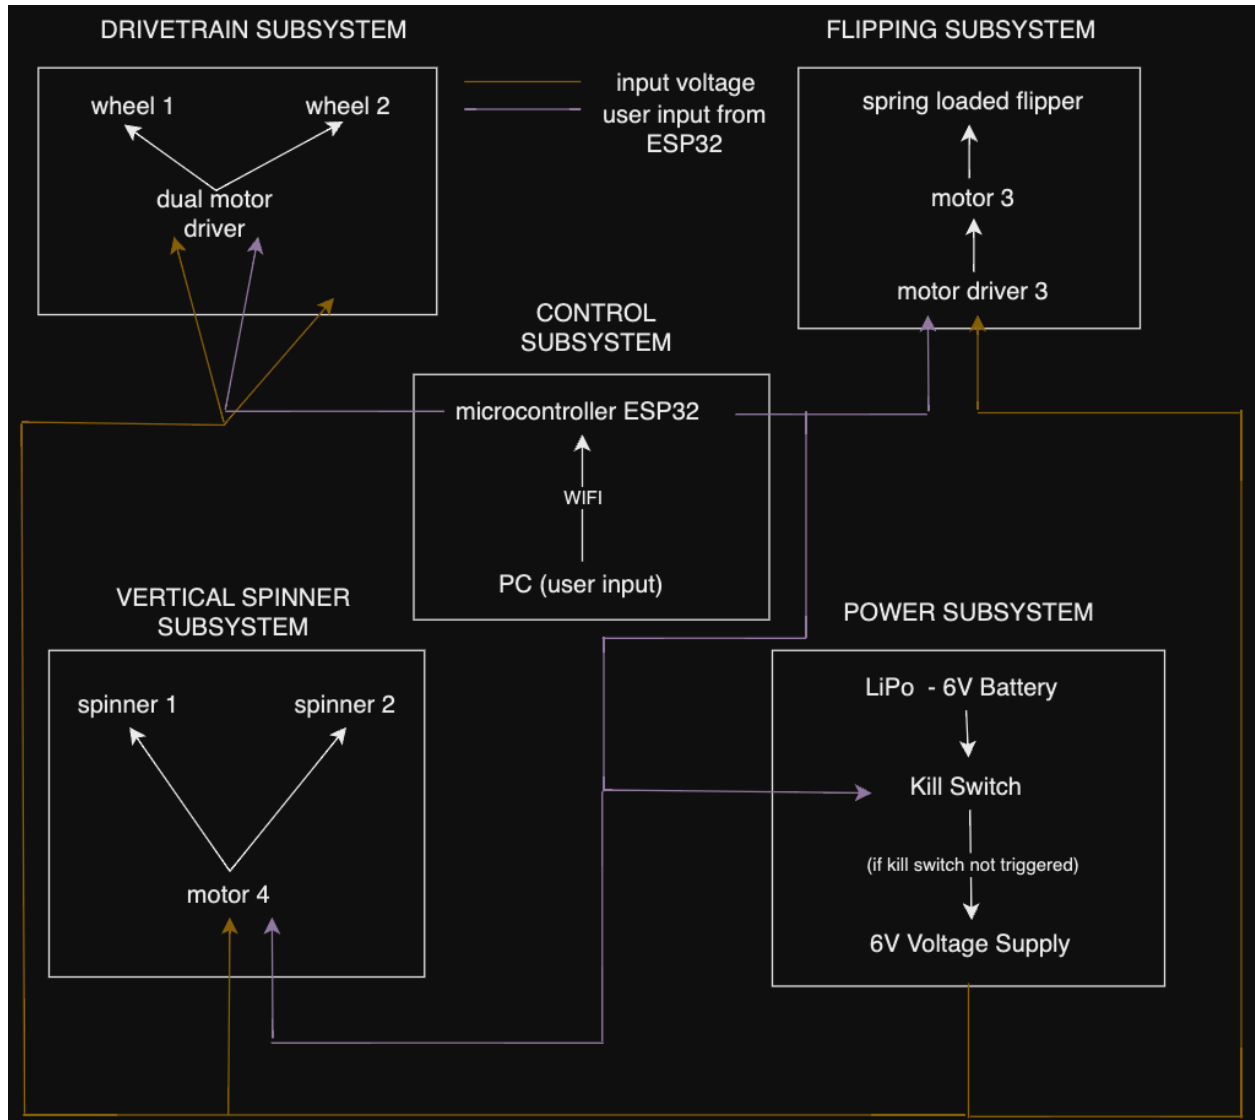 DRIVETRAIN SUBSYSTEM
wheel 1
wheel 2
dual motor
driver
input voltage
user input from
ESP32
FLIPPING SUBSYSTEM
spring loaded flipper
motor 3
motor driver 3
CONTROL
SUBSYSTEM
microcontroller ESP32
WIFI
PC (user input)
VERTICAL SPINNER
SUBSYSTEM
spinner 1
spinner 2
motor 4
POWER SUBSYSTEM
LiPo - 6V Battery
Kill Switch
(if kill switch not triggered)
6V Voltage Supply